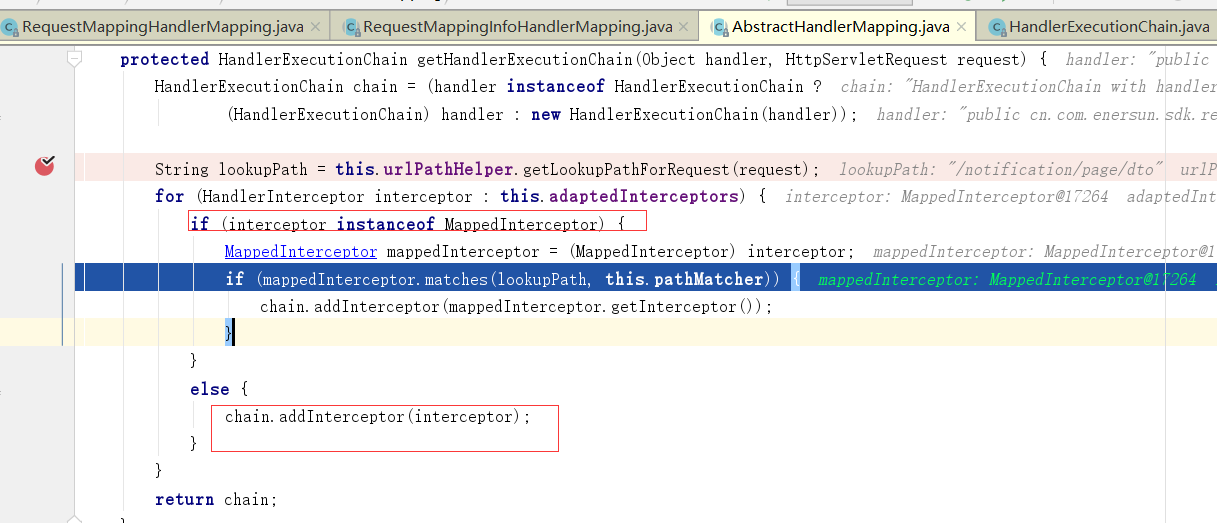 RequestMappingHandlerMapping.java × RequestMappingInfoHandlerMapping.java × AbstractHandlerMapping.java × HandlerExecutionChain.java
protected HandlerExecutionChain getHandlerExecutionChain(Object handler, HttpServletRequest request) { handler: "public
HandlerExecutionChain chain = (handler instanceof HandlerExecutionChain ? chain: "HandlerExecutionChain with handler
(HandlerExecutionChain) handler : new HandlerExecutionChain(handler)); handler: "public cn.com.enersun.sdk.re
String lookupPath = this.urlPathHelper.getLookupPathForRequest(request); lookupPath: "/notification/page/dto" urlP
for (HandlerInterceptor interceptor : this.adaptedInterceptors) { interceptor: MappedInterceptor@17264 adaptedInt
if (interceptor instanceof MappedInterceptor) {
MappedInterceptor mappedInterceptor = (MappedInterceptor) interceptor; mappedInterceptor: MappedInterceptor@1
if (mappedInterceptor.matches(lookupPath, this.pathMatcher)) { mappedInterceptor: MappedInterceptor@17264
chain.addInterceptor(mappedInterceptor.getInterceptor());
}
}
else {
chain.addInterceptor(interceptor);
}
}
return chain;